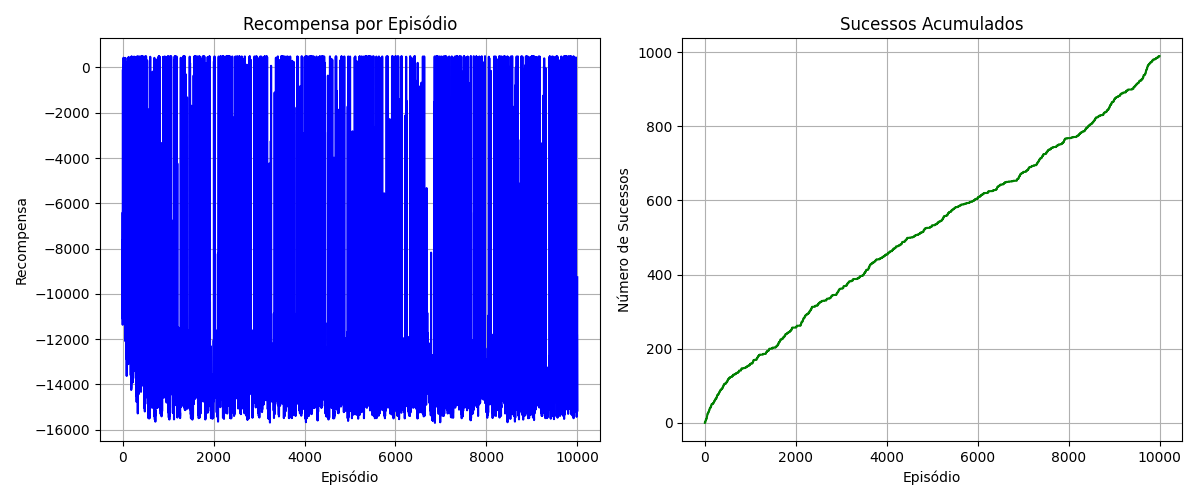 Recompensa por Episódio
Recompensa
0
−2000
−4000
−6000
−8000
−10000
−12000
−14000
−16000
0 2000 4000 6000 8000 10000
Episódio
Sucessos Acumulados
Número de Sucessos
1000
800
600
400
200
0
0 2000 4000 6000 8000 10000
Episódio